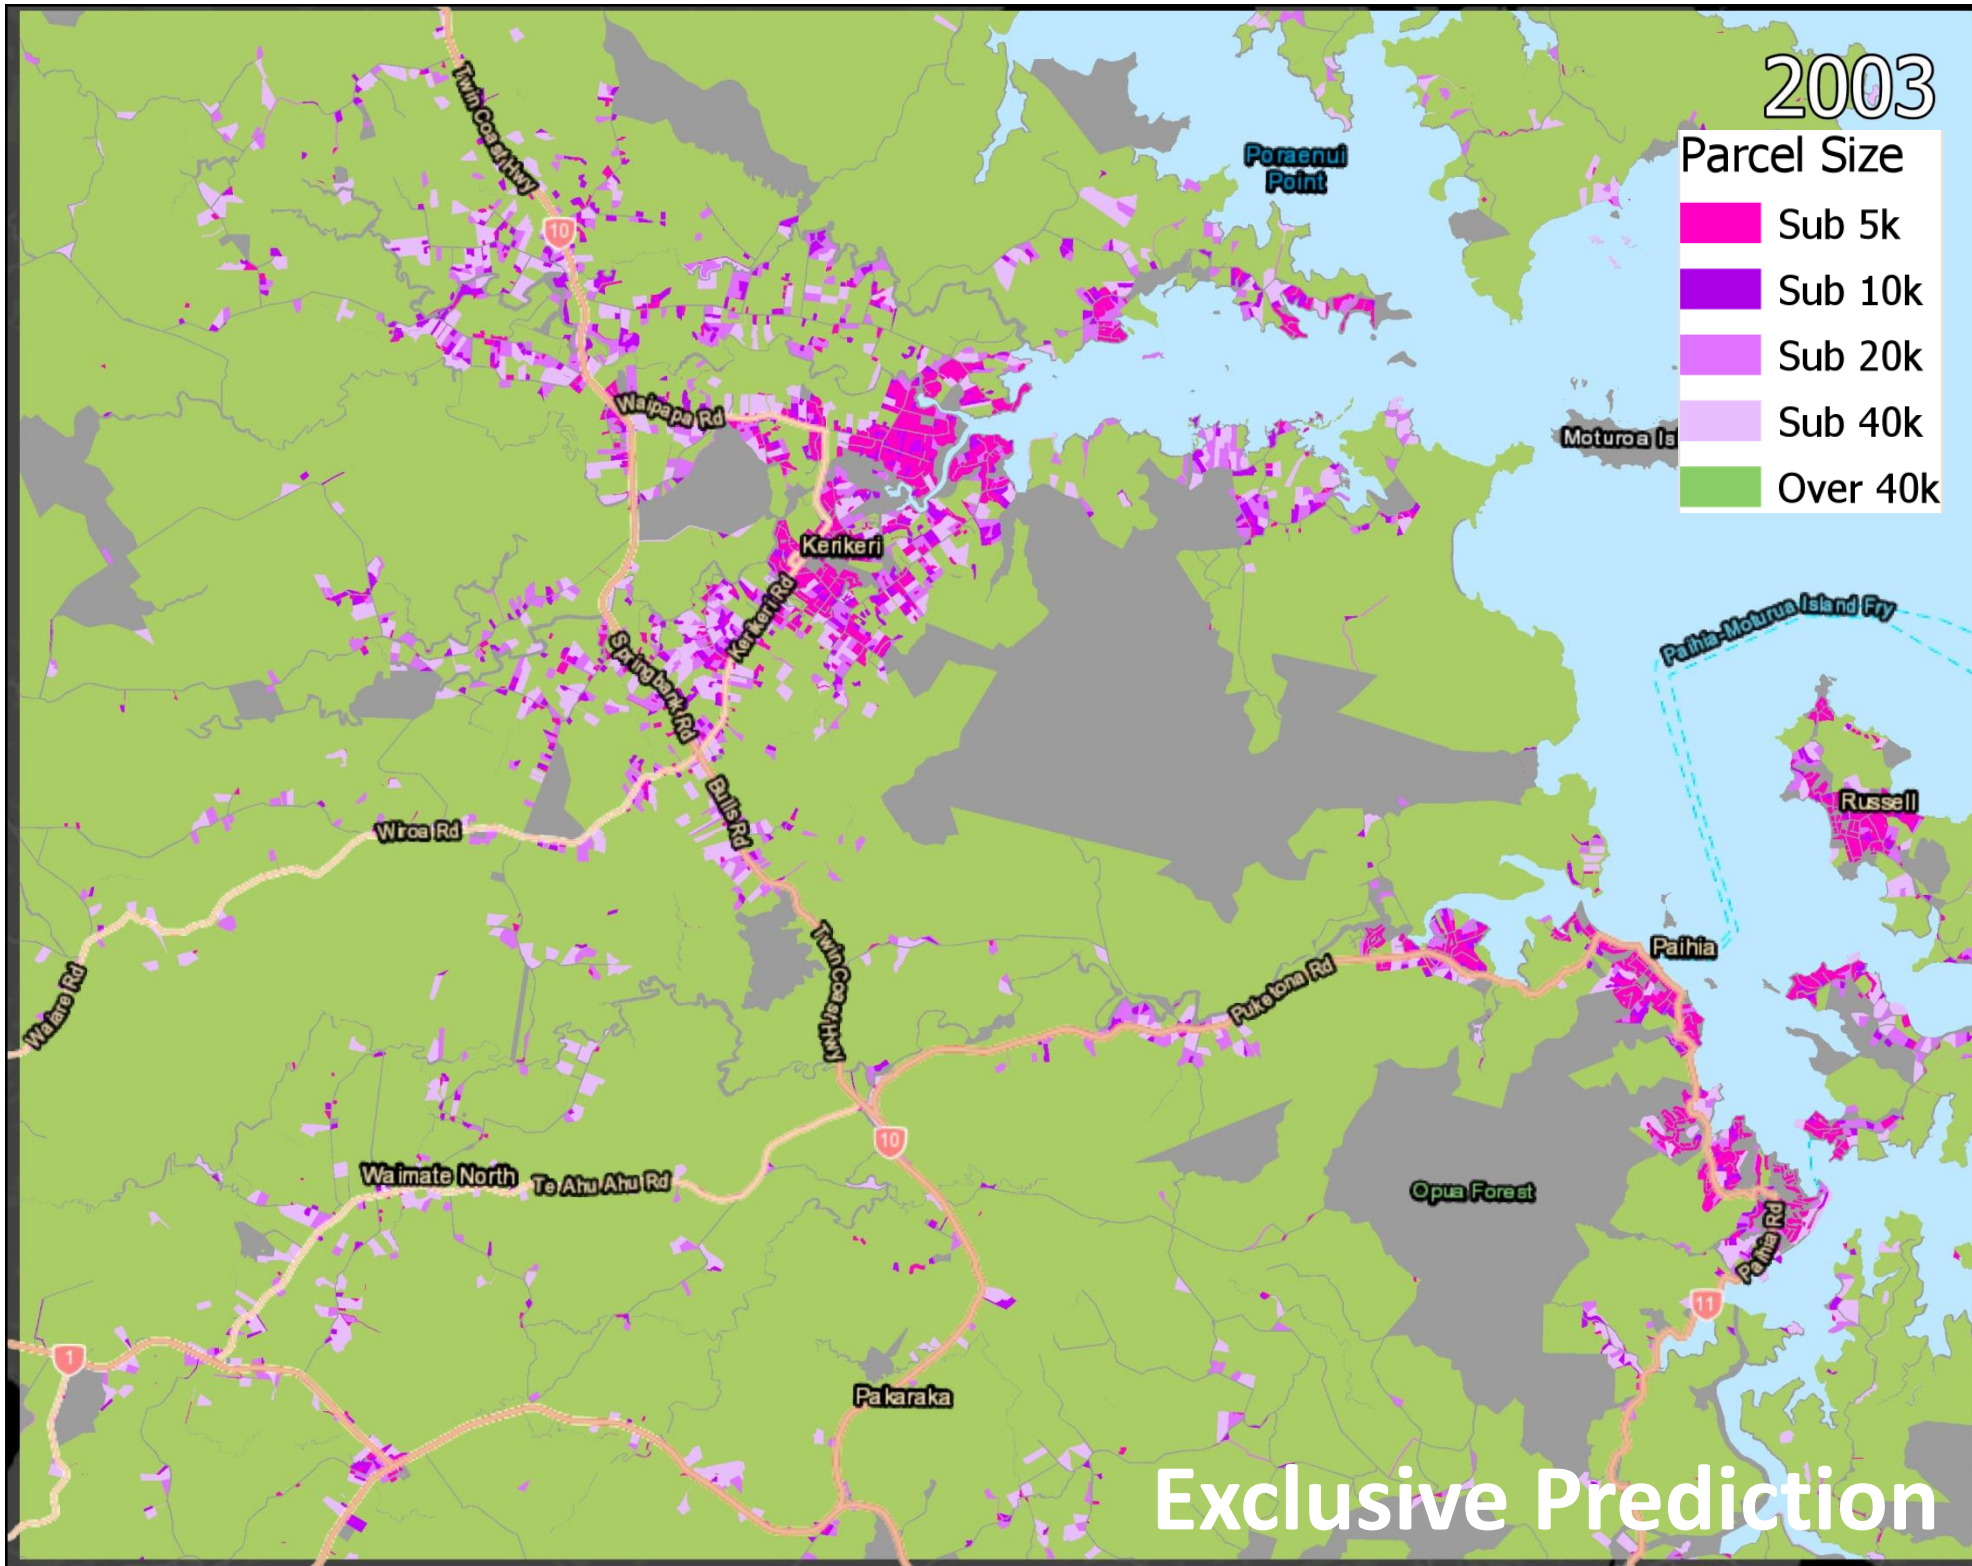 2003
Parcel Size
Sub 5k
Sub 10k
Sub 20k
Sub 40k
Over 40k
Twin Coast Hwy
10
Poraenui
Point
Waipapa Rd
Moturoa Is
Kerikeri
Kerikeri Rd
Springbank Rd
Paihia-Moturua Island Fry
Bulls Rd
Russell
Wiroa Rd
Twin Coast Hwy
Paihia
Puketona Rd
Waiare Rd
10
Waimate North
Te Ahu Ahu Rd
Opua Forest
Paihia Rd
11
1
Pakaraka
Exclusive Prediction